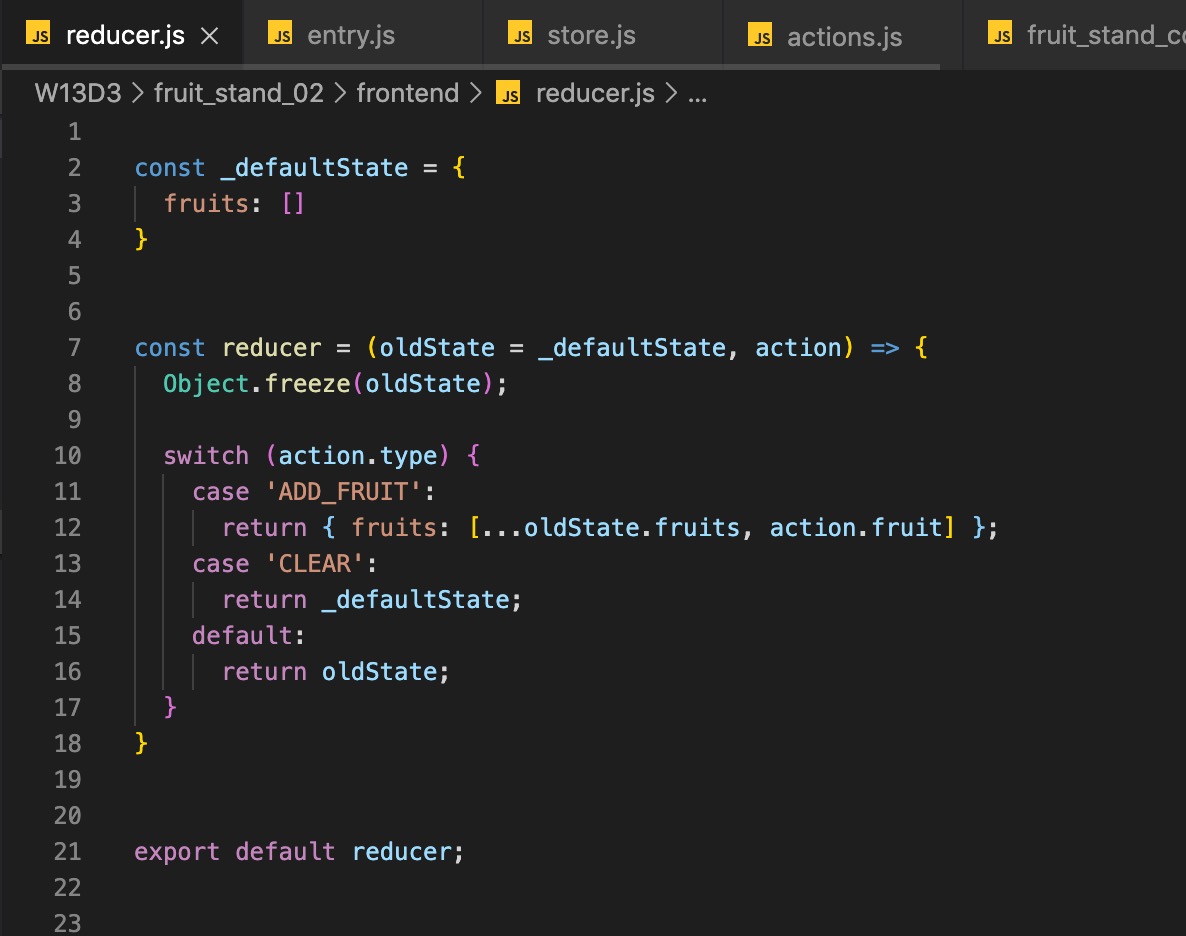 JS reducer.js × JS entry.js JS store.js JS actions.js JS fruit_stand_c
W13D3 > fruit_stand_02 > frontend > JS reducer.js > ...
1
2 const _defaultState = {
3   fruits: []
4 }
5
6
7 const reducer = (oldState = _defaultState, action) => {
8   Object.freeze(oldState);
9
10   switch (action.type) {
11     case 'ADD_FRUIT':
12       return { fruits: [...oldState.fruits, action.fruit] };
13     case 'CLEAR':
14       return _defaultState;
15     default:
16       return oldState;
17   }
18 }
19
20
21 export default reducer;
22
23